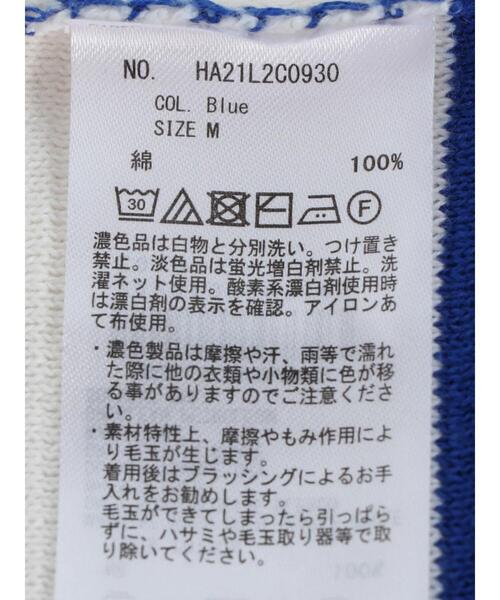 NO. HA21L2C0930
COL. Blue
SIZE M
綿 100%
30 F
濃色品は白物と分別洗い。つけ置き
禁止。淡色品は蛍光増白剤禁止。洗
濯ネット使用。酸素系漂白剤使用時
は漂白剤の表示を確認。アイロンあ
て布使用。
・濃色製品は摩擦や汗、雨等で濡れ
た際に他の衣類や小物類に色が移
る事がありますのでご注意くださ
い。
・素材特性上、摩擦やもみ作用によ
り毛玉が生じます。
着用後はブラッシングによるお手
入れをお勧めします。
毛玉ができてしまったら引っぱら
ずに、ハサミや毛玉取り器等で取
り除いてください。